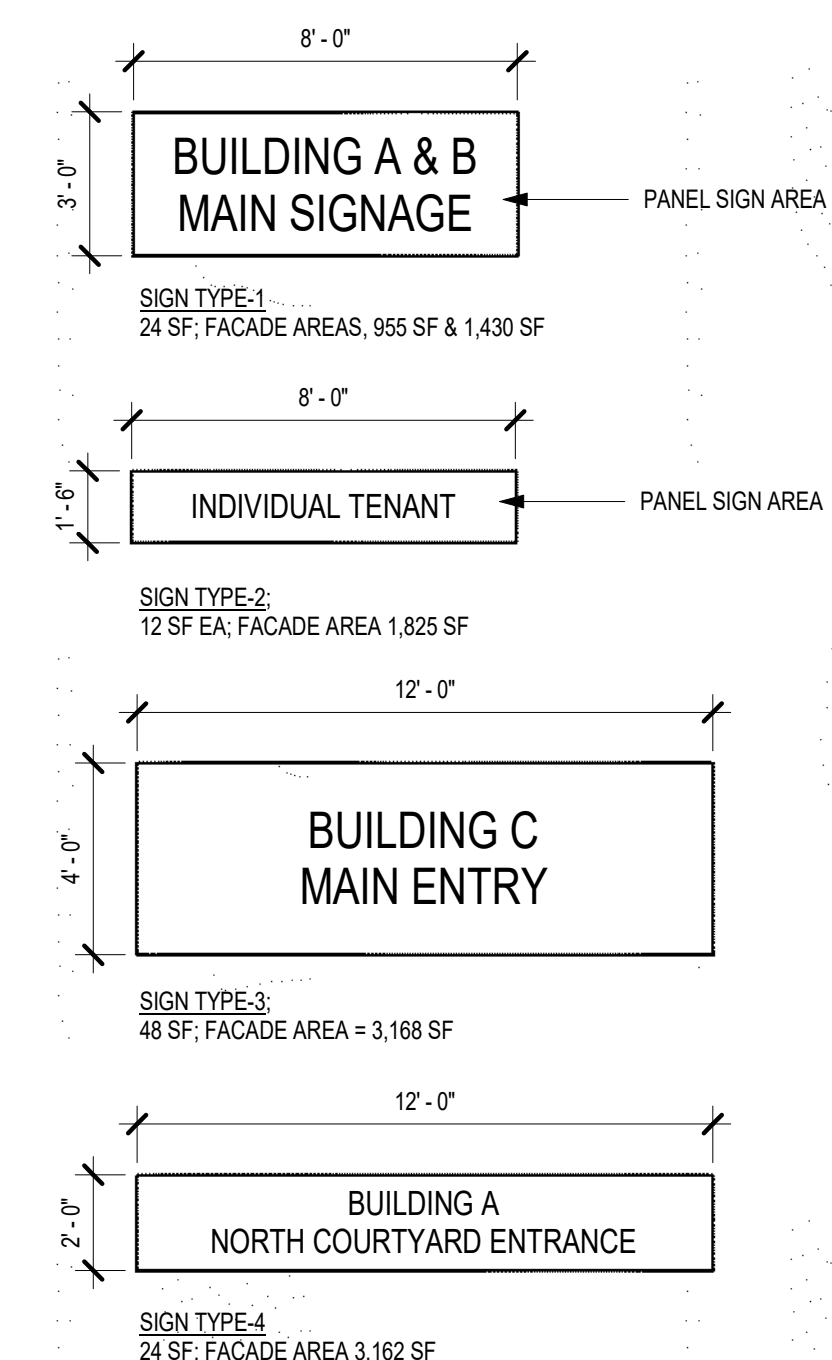 8' - 0"
3' - 0"
BUILDING A & B
MAIN SIGNAGE
PANEL SIGN AREA
SIGN TYPE-1
24 SF; FACADE AREAS, 955 SF & 1,430 SF
8' - 0"
1' - 6"
INDIVIDUAL TENANT
PANEL SIGN AREA
SIGN TYPE-2;
12 SF EA; FACADE AREA 1,825 SF
12' - 0"
4' - 0"
BUILDING C
MAIN ENTRY
SIGN TYPE-3;
48 SF; FACADE AREA = 3,168 SF
12' - 0"
2' - 0"
BUILDING A
NORTH COURTYARD ENTRANCE
SIGN TYPE-4
24 SF; FACADE AREA 3,162 SF